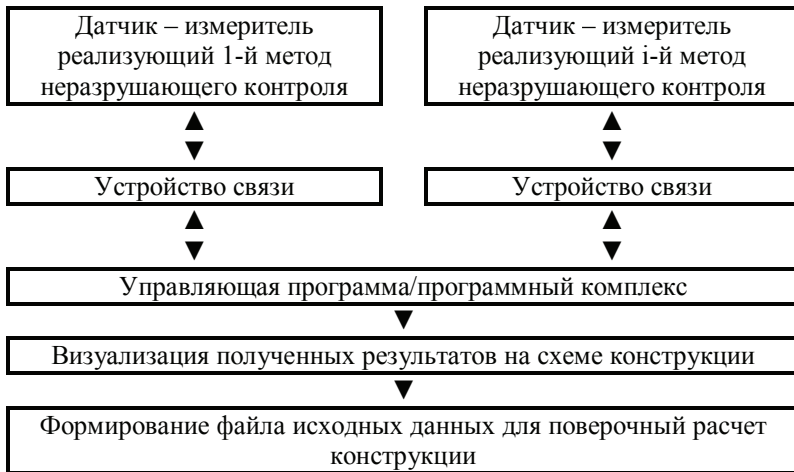 Датчик – измеритель
реализующий 1-й метод
неразрушающего контроля
Датчик – измеритель
реализующий i-й метод
неразрушающего контроля
Устройство связи
Устройство связи
Управляющая программа/программный комплекс
Визуализация полученных результатов на схеме конструкции
Формирование файла исходных данных для поверочный расчет
конструкции